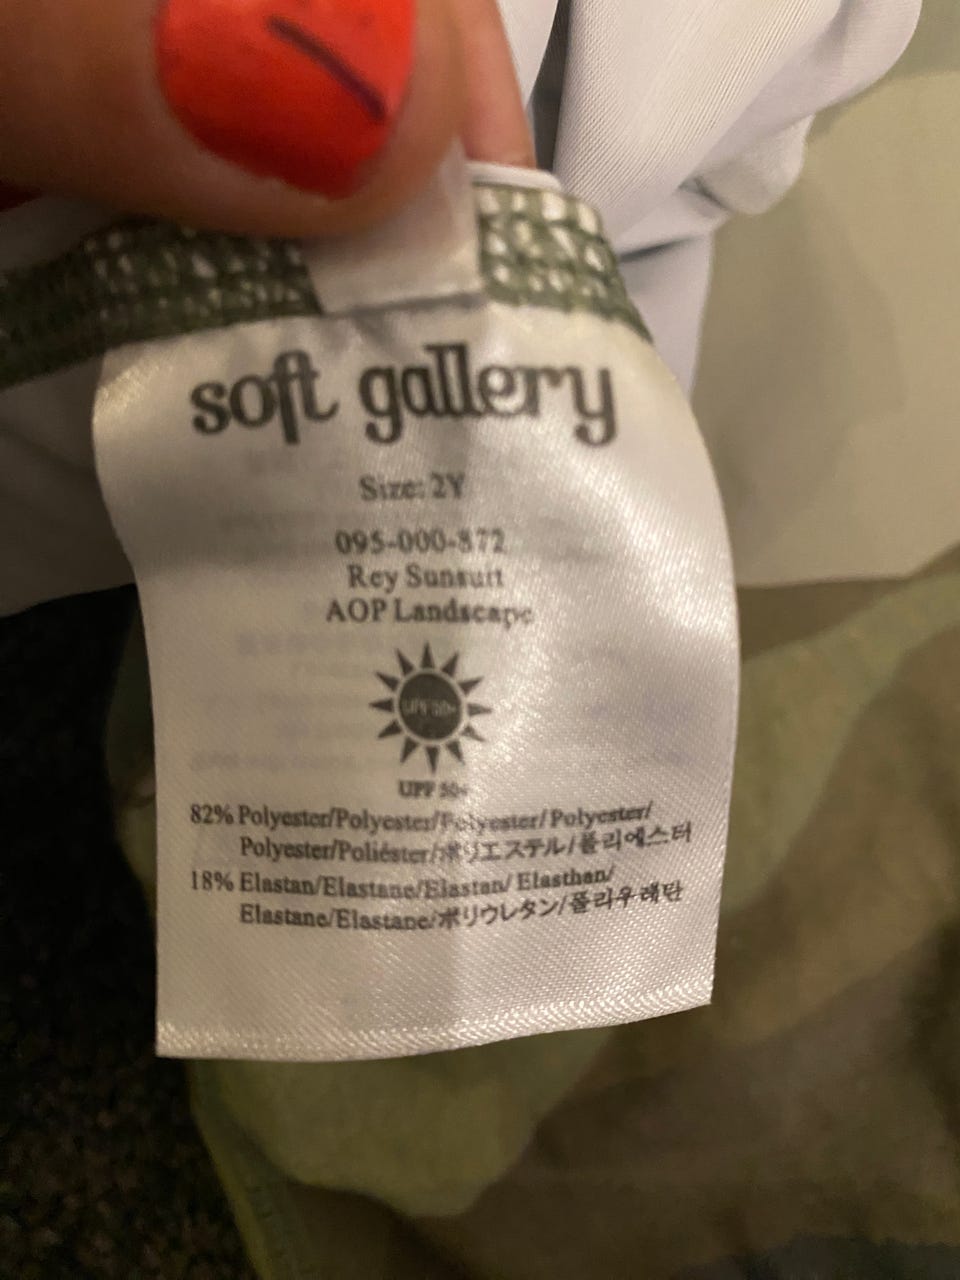 soft gallery
Size: 2Y
095-000-872
Rey Sunsuit
AOP Landscape
UPF 50+
UPF 50+
82% Polyester/Polyester/Polyester/Polyester/
Polyester/Poliéster/ポリエステル/폴리에스터
18% Elastan/Elastane/Elastan/Elasthan/
Elastane/Elastane/ポリウレタン/폴리우레탄